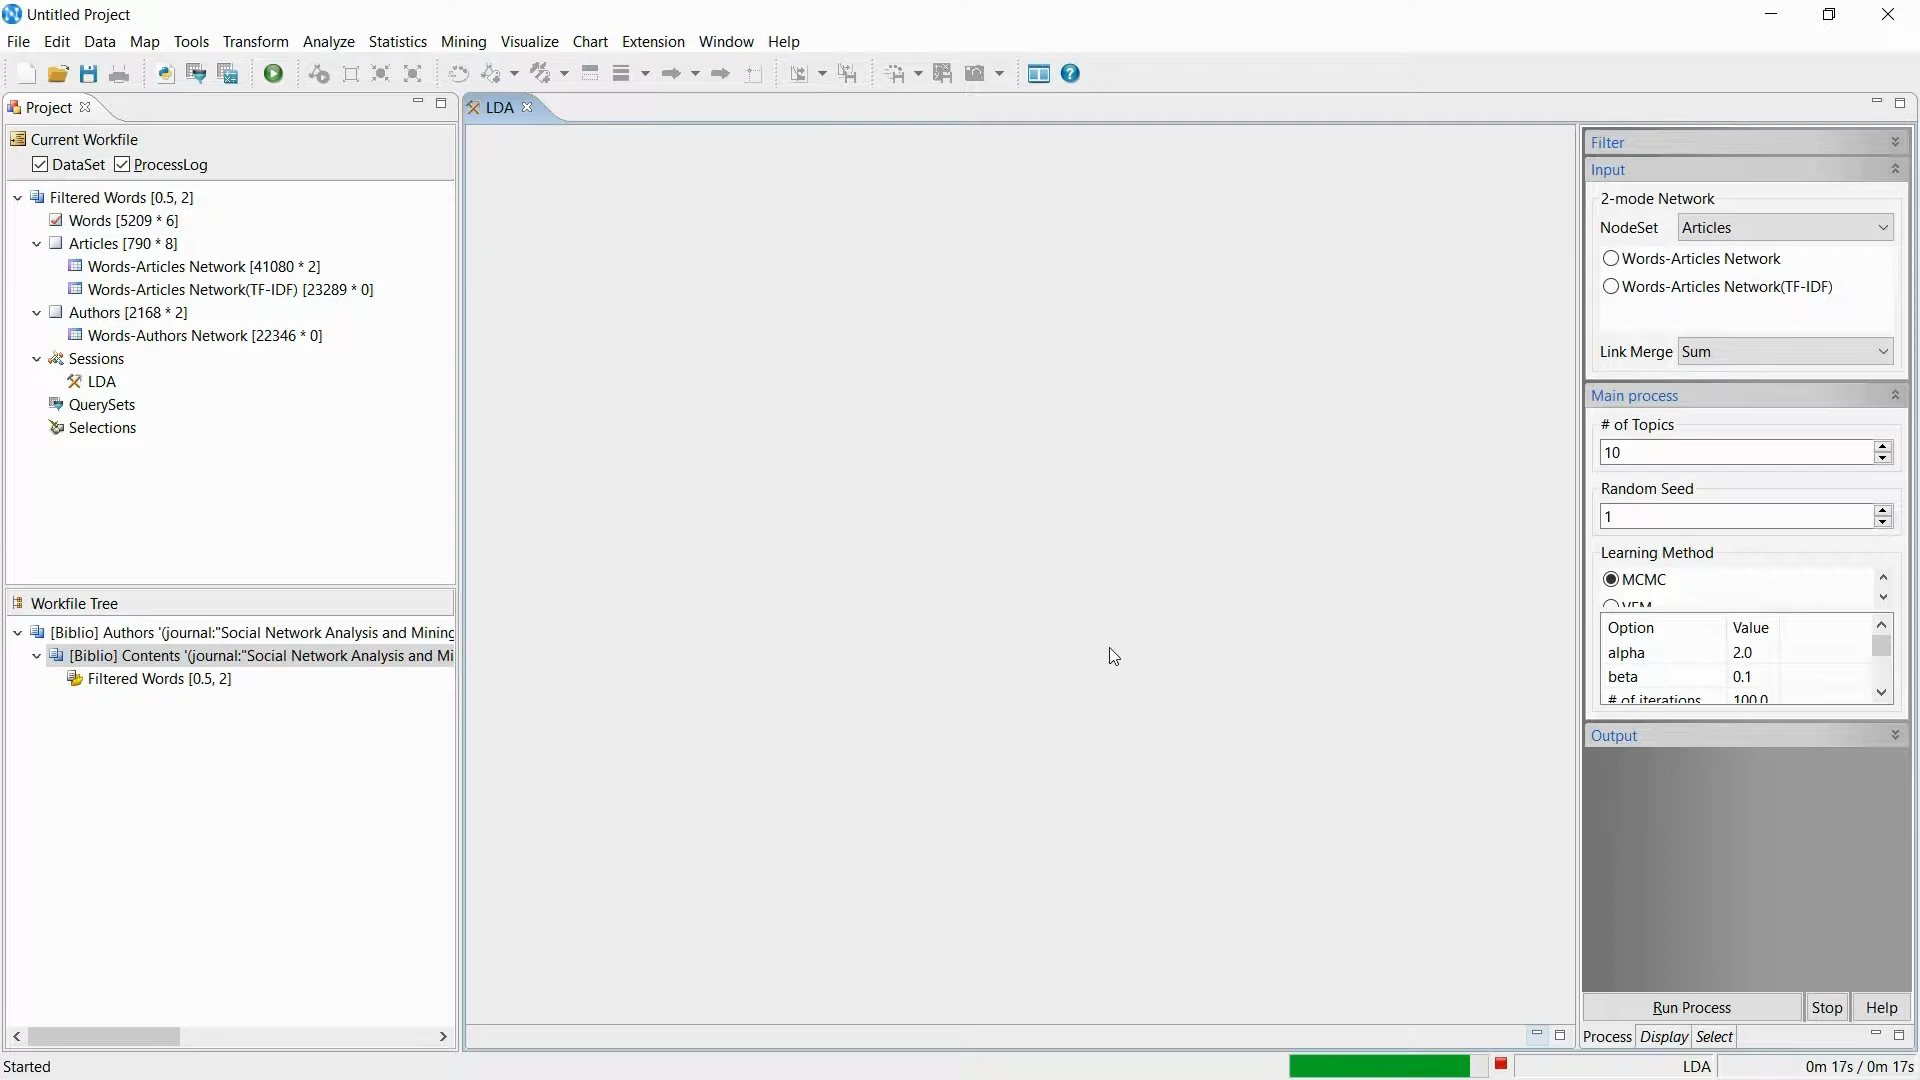 Untitled Project
File Edit Data Map Tools Transform Analyze Statistics Mining Visualize Chart Extension Window Help
Project
Current Workfile
DataSet ProcessLog
Filtered Words [0.5, 2]
Words [5209 * 6]
Articles [790 * 8]
Words-Articles Network [41080 * 2]
Words-Articles Network(TF-IDF) [23289 * 0]
Authors [2168 * 2]
Words-Authors Network [22346 * 0]
Sessions
LDA
QuerySets
Selections
Workfile Tree
[Biblio] Authors '(journal:"Social Network Analysis and Mining
[Biblio] Contents '(journal:"Social Network Analysis and Mi
Filtered Words [0.5, 2]
LDA
Filter
Input
2-mode Network
NodeSet Articles
Words-Articles Network
Words-Articles Network(TF-IDF)
Link Merge Sum
Main process
# of Topics
10
Random Seed
1
Learning Method
MCMC
VEM
Option Value
alpha 2.0
beta 0.1
# of iterations 100.0
Output
Run Process Stop Help
Process Display Select
Started
LDA
0m 17s / 0m 17s